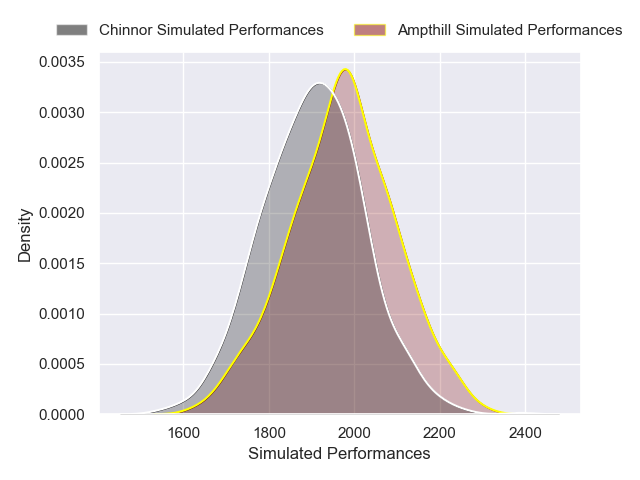 Chinnor Simulated Performances Ampthill Simulated Performances
0.0035
0.0030
0.0025
0.0020
0.0015
0.0010
0.0005
0.0000
Density
1600 1800 2000 2200 2400
Simulated Performances